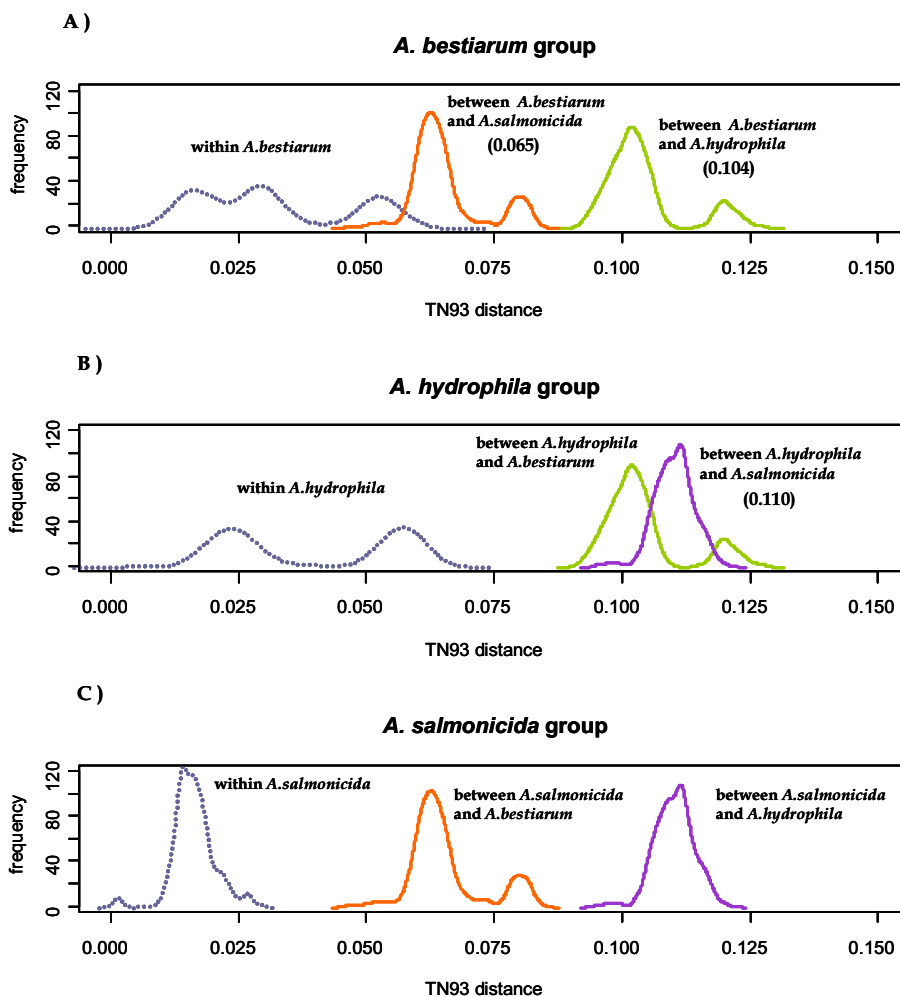 A )
A. bestiarum group
frequency
0
40
80
120
within A.bestiarum
between A.bestiarum
and A.salmonicida
(0.065)
between A.bestiarum
and A.hydrophila
(0.104)
0.000 0.025 0.050 0.075 0.100 0.125 0.150
TN93 distance
B )
A. hydrophila group
frequency
0
40
80
120
within A.hydrophila
between A.hydrophila
and A.bestiarum
between A.hydrophila
and A.salmonicida
(0.110)
0.000 0.025 0.050 0.075 0.100 0.125 0.150
TN93 distance
C )
A. salmonicida group
frequency
0
40
80
120
within A.salmonicida
between A.salmonicida
and A.bestiarum
between A.salmonicida
and A.hydrophila
0.000 0.025 0.050 0.075 0.100 0.125 0.150
TN93 distance